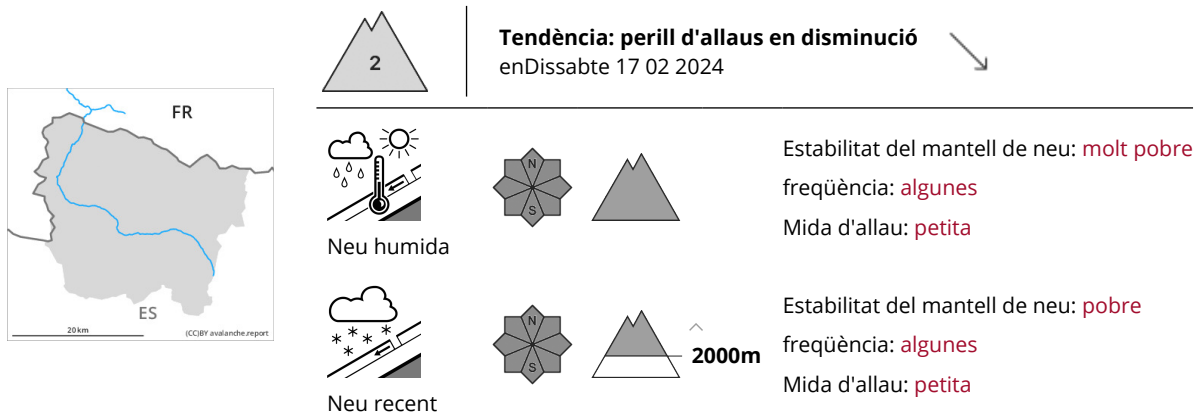 2
Tendència: perill d'allaus en disminució
enDissabte 17 02 2024
FR
ES
20 km
(CC)BY avalanche.report
N
S
Neu humida
Estabilitat del mantell de neu: molt pobre
freqüència: algunes
Mida d'allau: petita
N
S
2000m
Neu recent
Estabilitat del mantell de neu: pobre
freqüència: algunes
Mida d'allau: petita